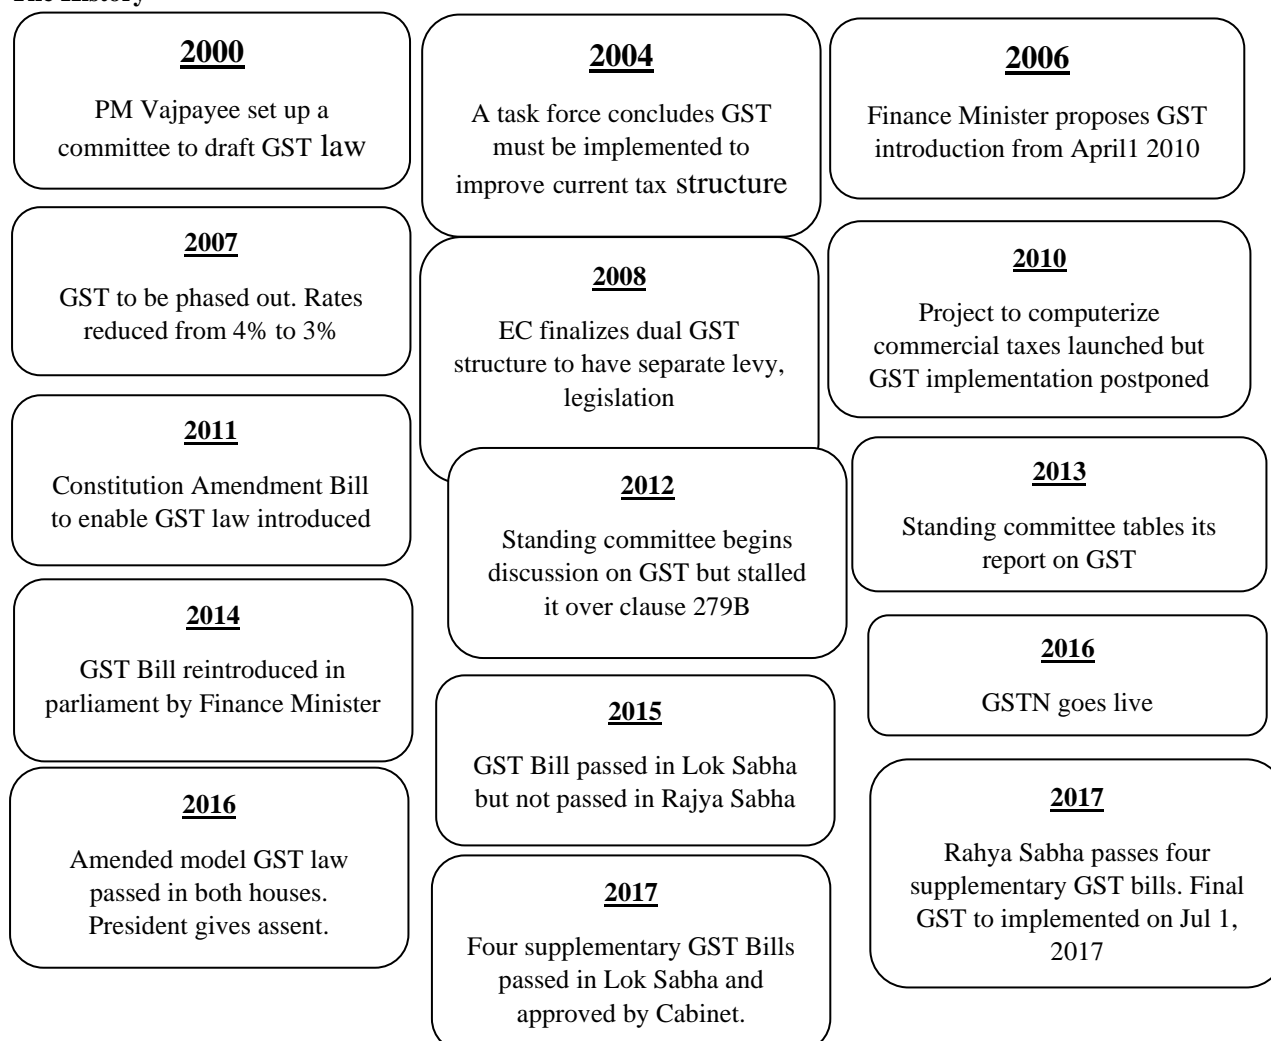 The History
2000
PM Vajpayee set up a
committee to draft GST law
2004
A task force concludes GST
must be implemented to
improve current tax structure
2006
Finance Minister proposes GST
introduction from April1 2010
2007
GST to be phased out. Rates
reduced from 4% to 3%
2008
EC finalizes dual GST
structure to have separate levy,
legislation
2010
Project to computerize
commercial taxes launched but
GST implementation postponed
2011
Constitution Amendment Bill
to enable GST law introduced
2012
Standing committee begins
discussion on GST but stalled
it over clause 279B
2013
Standing committee tables its
report on GST
2014
GST Bill reintroduced in
parliament by Finance Minister
2015
GST Bill passed in Lok Sabha
but not passed in Rajya Sabha
2016
GSTN goes live
2016
Amended model GST law
passed in both houses.
President gives assent.
2017
Four supplementary GST Bills
passed in Lok Sabha and
approved by Cabinet.
2017
Rahya Sabha passes four
supplementary GST bills. Final
GST to implemented on Jul 1,
2017